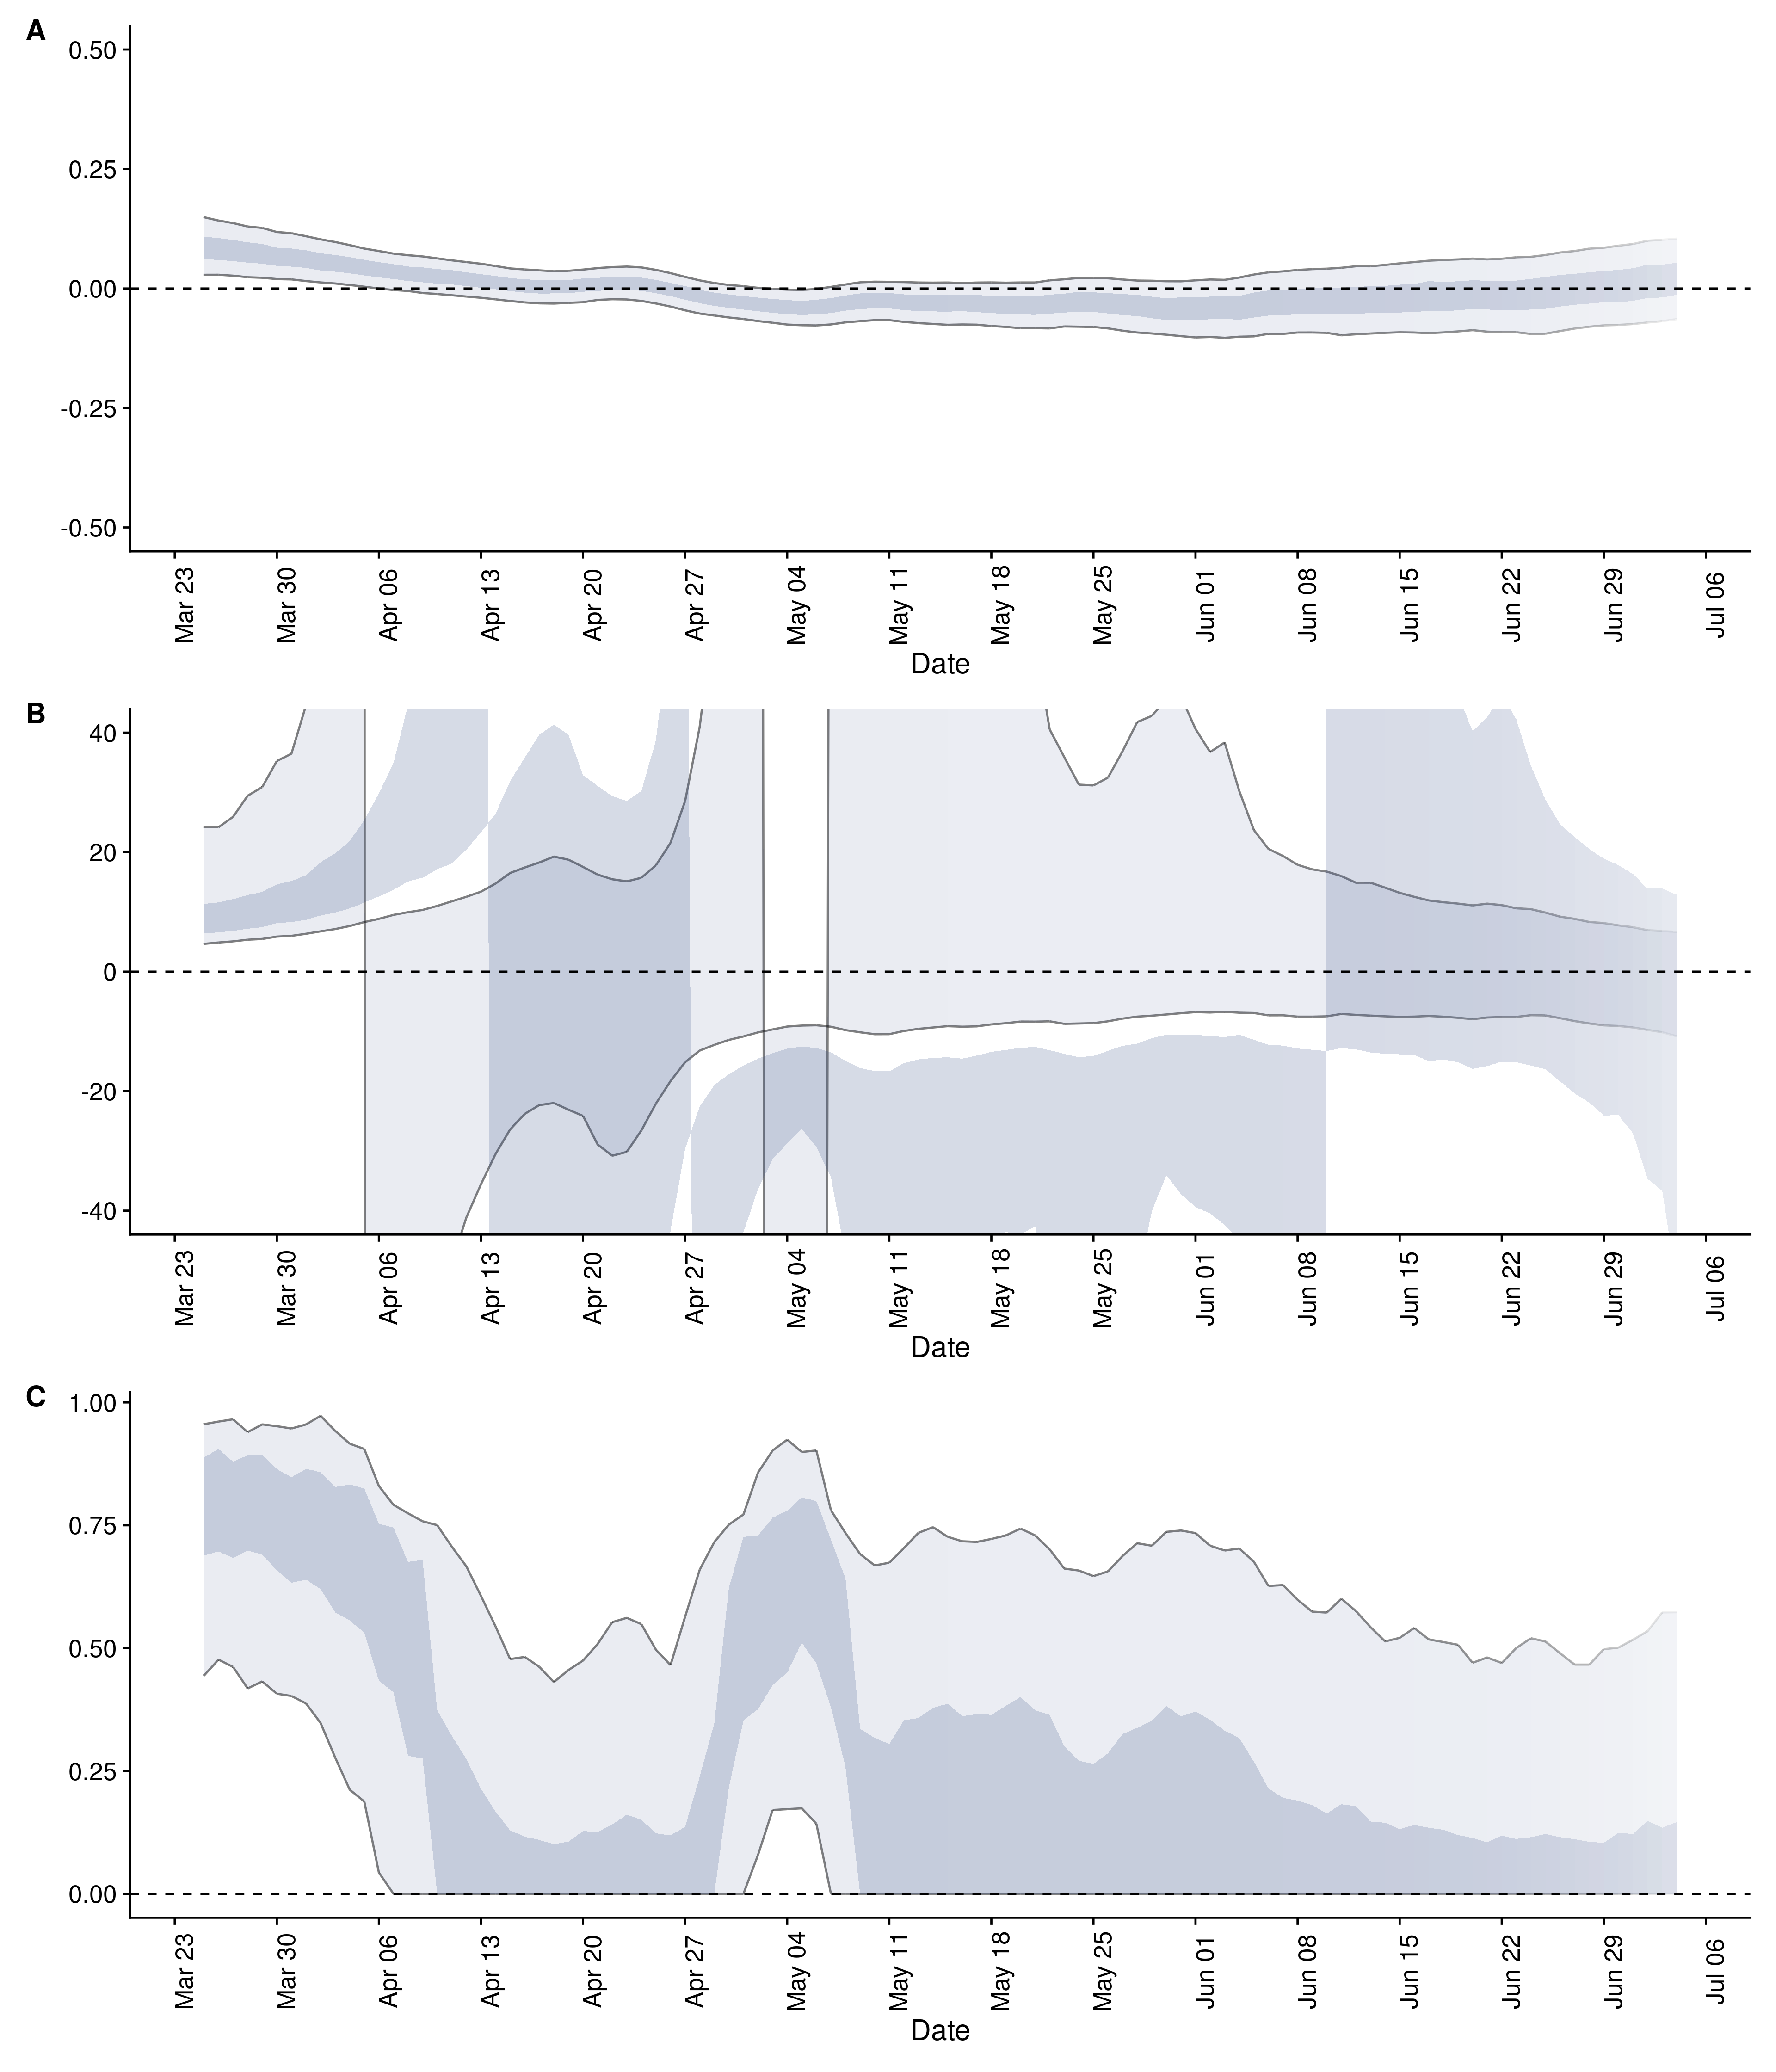 A
0.50
0.25
0.00
-0.25
-0.50
Mar 23
Mar 30
Apr 06
Apr 13
Apr 20
Apr 27
May 04
May 11
May 18
May 25
Jun 01
Jun 08
Jun 15
Jun 22
Jun 29
Jul 06
Date
B
40
20
0
-20
-40
Mar 23
Mar 30
Apr 06
Apr 13
Apr 20
Apr 27
May 04
May 11
May 18
May 25
Jun 01
Jun 08
Jun 15
Jun 22
Jun 29
Jul 06
Date
C
1.00
0.75
0.50
0.25
0.00
Mar 23
Mar 30
Apr 06
Apr 13
Apr 20
Apr 27
May 04
May 11
May 18
May 25
Jun 01
Jun 08
Jun 15
Jun 22
Jun 29
Jul 06
Date